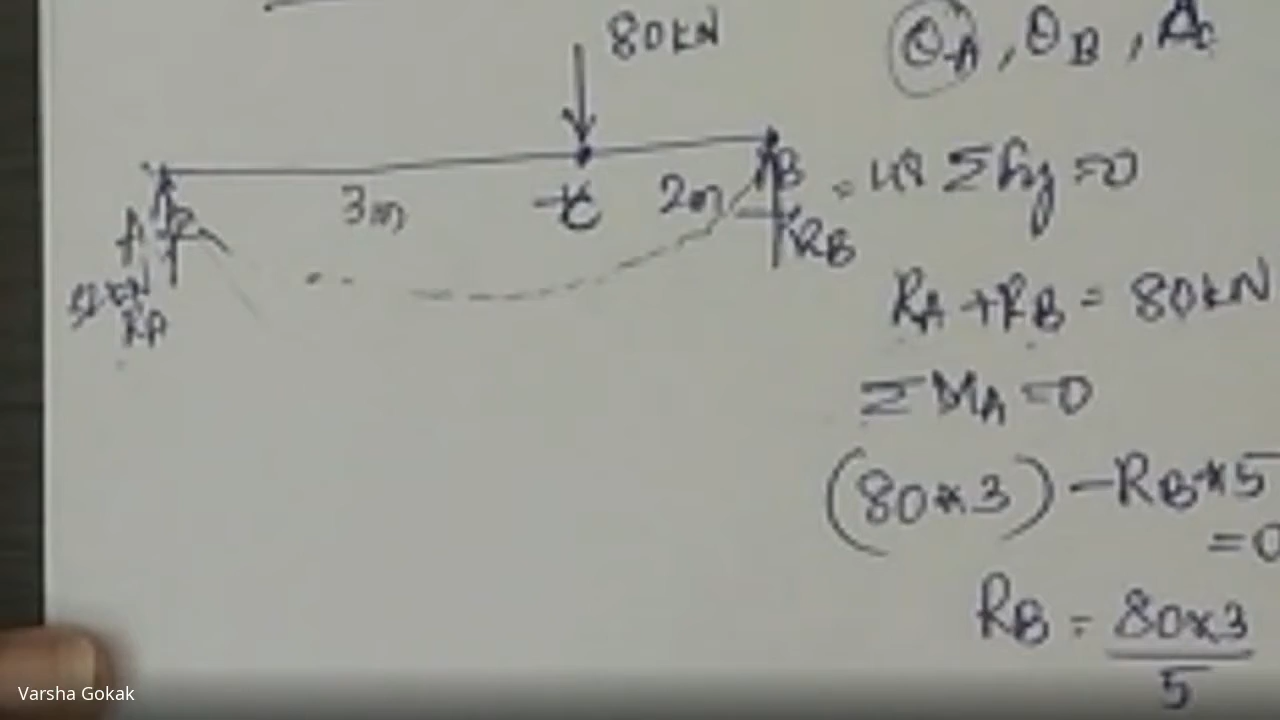 80kN
θA, θB, Δc
3m C 2m B
A RB
32kN
RA
ΣFy=0
RA+RB = 80kN
ΣMA=0
(80*3)-RB*5
=0
RB = 80×3
5
Varsha Gokak